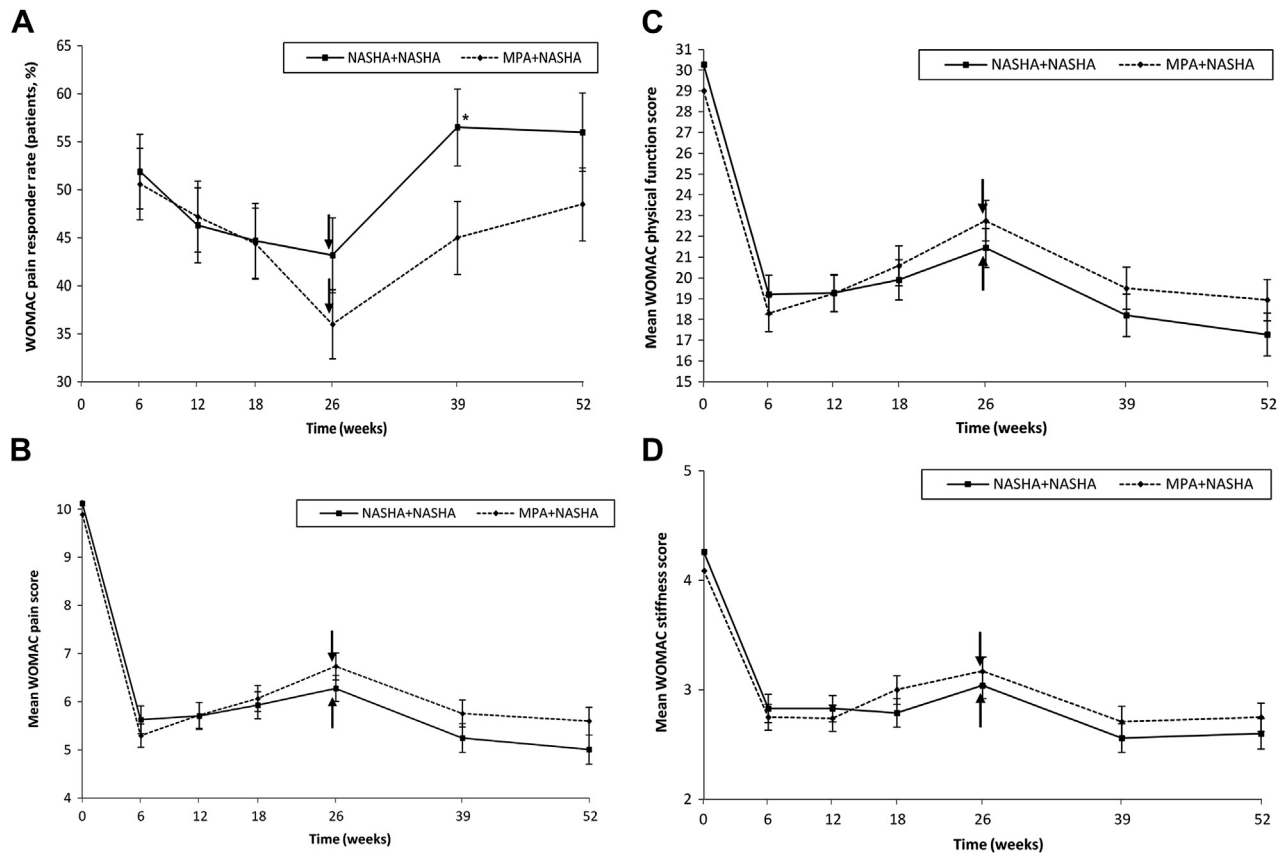 A
WOMAC pain responder rate (patients, %)
65
60
55
50
45
40
35
30
NASHA+NASHA MPA+NASHA
*
0 6 12 18 26 39 52
Time (weeks)
B
Mean WOMAC pain score
10
9
8
7
6
5
4
NASHA+NASHA MPA+NASHA
0 6 12 18 26 39 52
Time (weeks)
C
Mean WOMAC physical function score
31
30
29
28
27
26
25
24
23
22
21
20
19
18
17
16
15
NASHA+NASHA MPA+NASHA
0 6 12 18 26 39 52
Time (weeks)
D
Mean WOMAC stiffness score
5
4
3
2
NASHA+NASHA MPA+NASHA
0 6 12 18 26 39 52
Time (weeks)